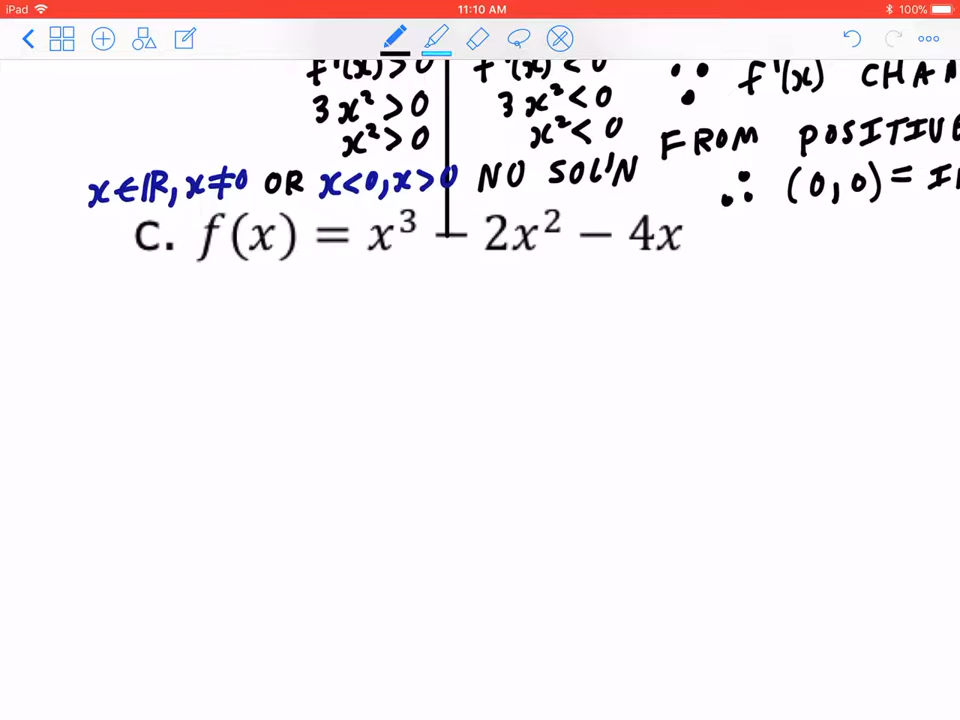 iPad 11:10 AM 100%
f'(x)>0 f'(x)<0 ∴ f'(x)
3x²>0 3x²<0
x²>0 x²<0 FROM POSITIVE
x∈ℝ, x≠0 OR x<0, x>0 NO SOL'N ∴ (0,0) =
c. f(x) = x³ − 2x² − 4x